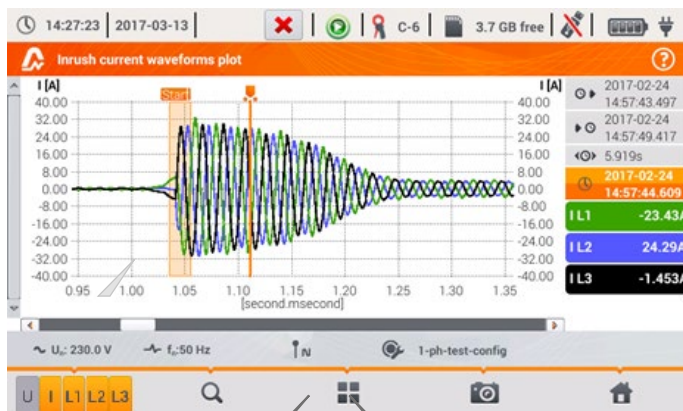 14:27:23 2017-03-13 C-6 3.7 GB free
Inrush current waveforms plot ?
I [A] I [A]
Start
40.00 40.00
32.00 32.00
24.00 24.00
16.00 16.00
8.00 8.00
0.00 0.00
-8.00 -8.00
-16.00 -16.00
-24.00 -24.00
-32.00 -32.00
-40.00 -40.00
0.95 1.00 1.05 1.10 1.15 1.20 1.25 1.30 1.35
[second.msecond]
2017-02-24
14:57:43.497
2017-02-24
14:57:49.417
5.919s
2017-02-24
14:57:44.609
I L1 -23.43A
I L2 24.29A
I L3 -1.453A
Uₙ: 230.0 V fₙ:50 Hz N 1-ph-test-config
U I L1 L2 L3